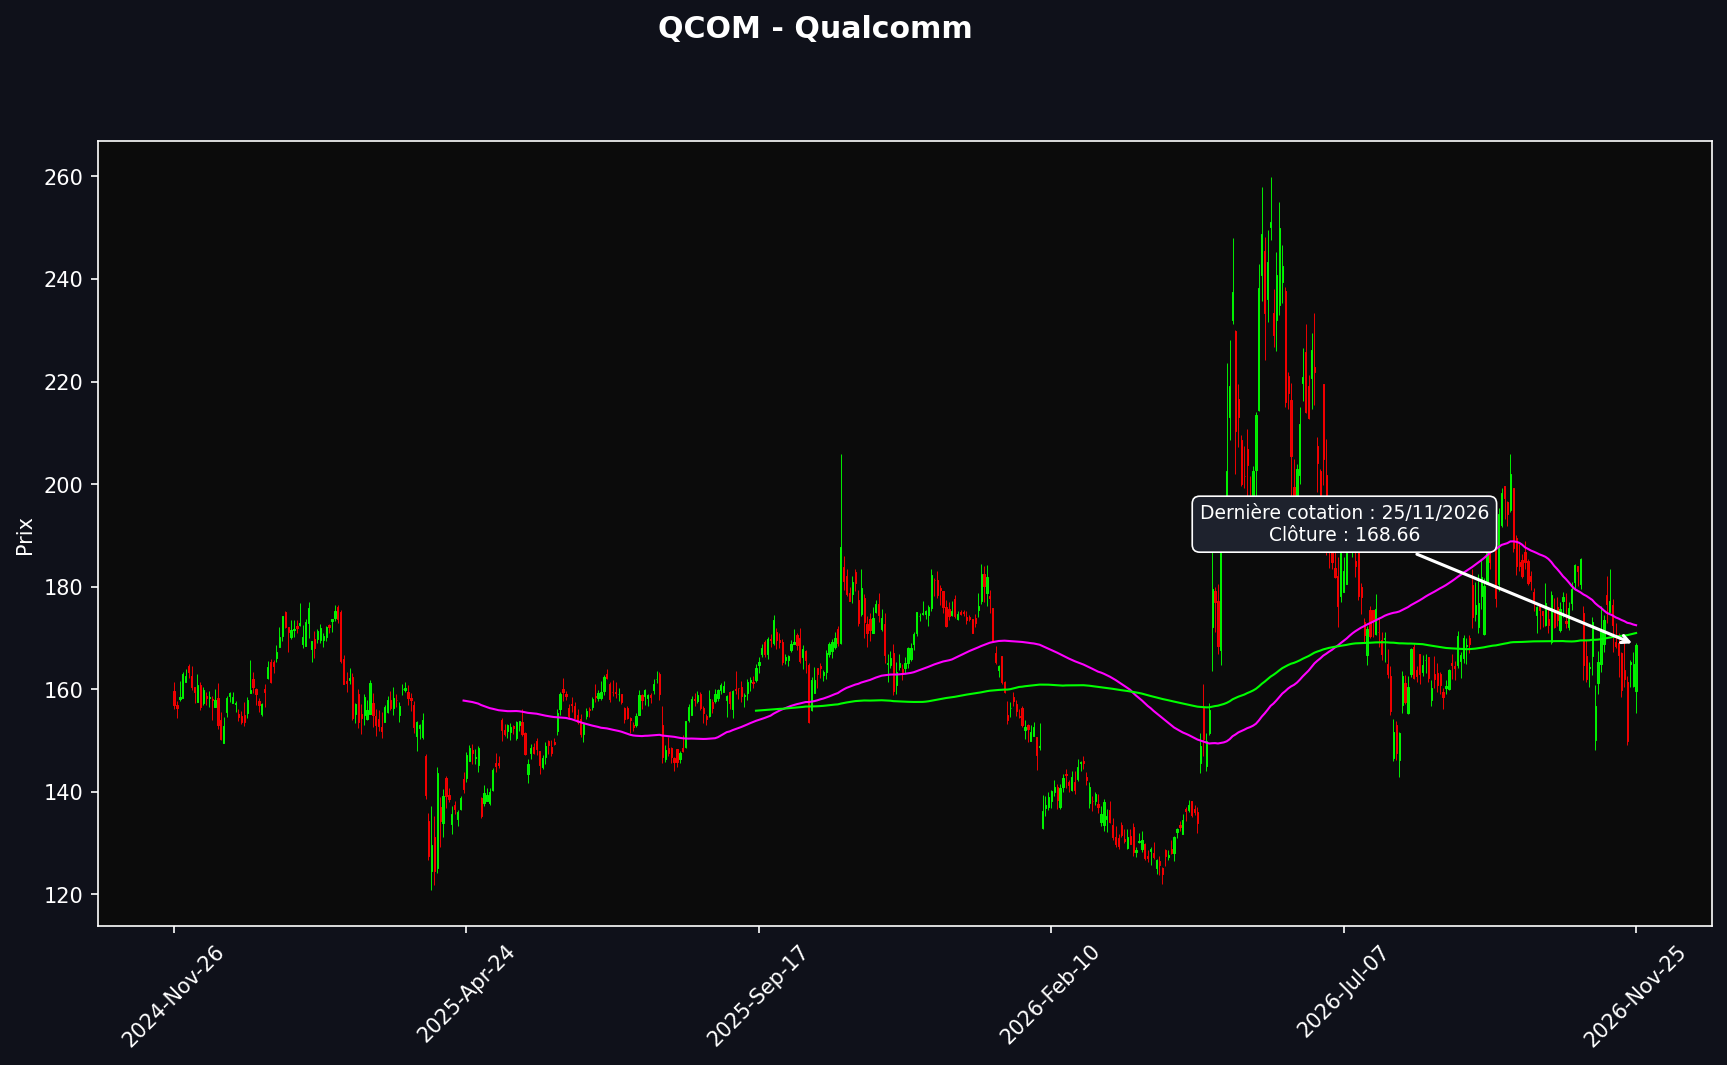 QCOM - Qualcomm
260
240
220
200
180
160
140
120
Prix
Dernière cotation : 25/11/2026
Clôture : 168.66
2024-Nov-26
2025-Apr-24
2025-Sep-17
2026-Feb-10
2026-Jul-07
2026-Nov-25